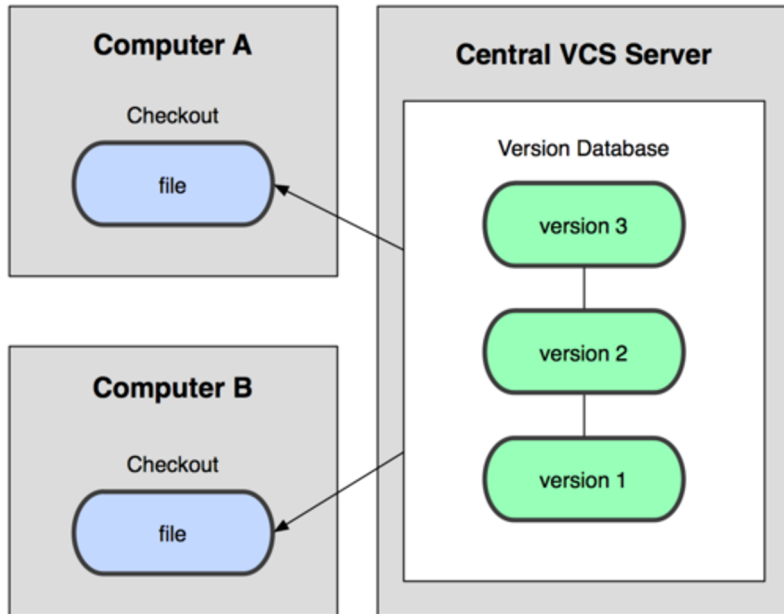 Computer A
Checkout
file
Computer B
Checkout
file
Central VCS Server
Version Database
version 3
version 2
version 1